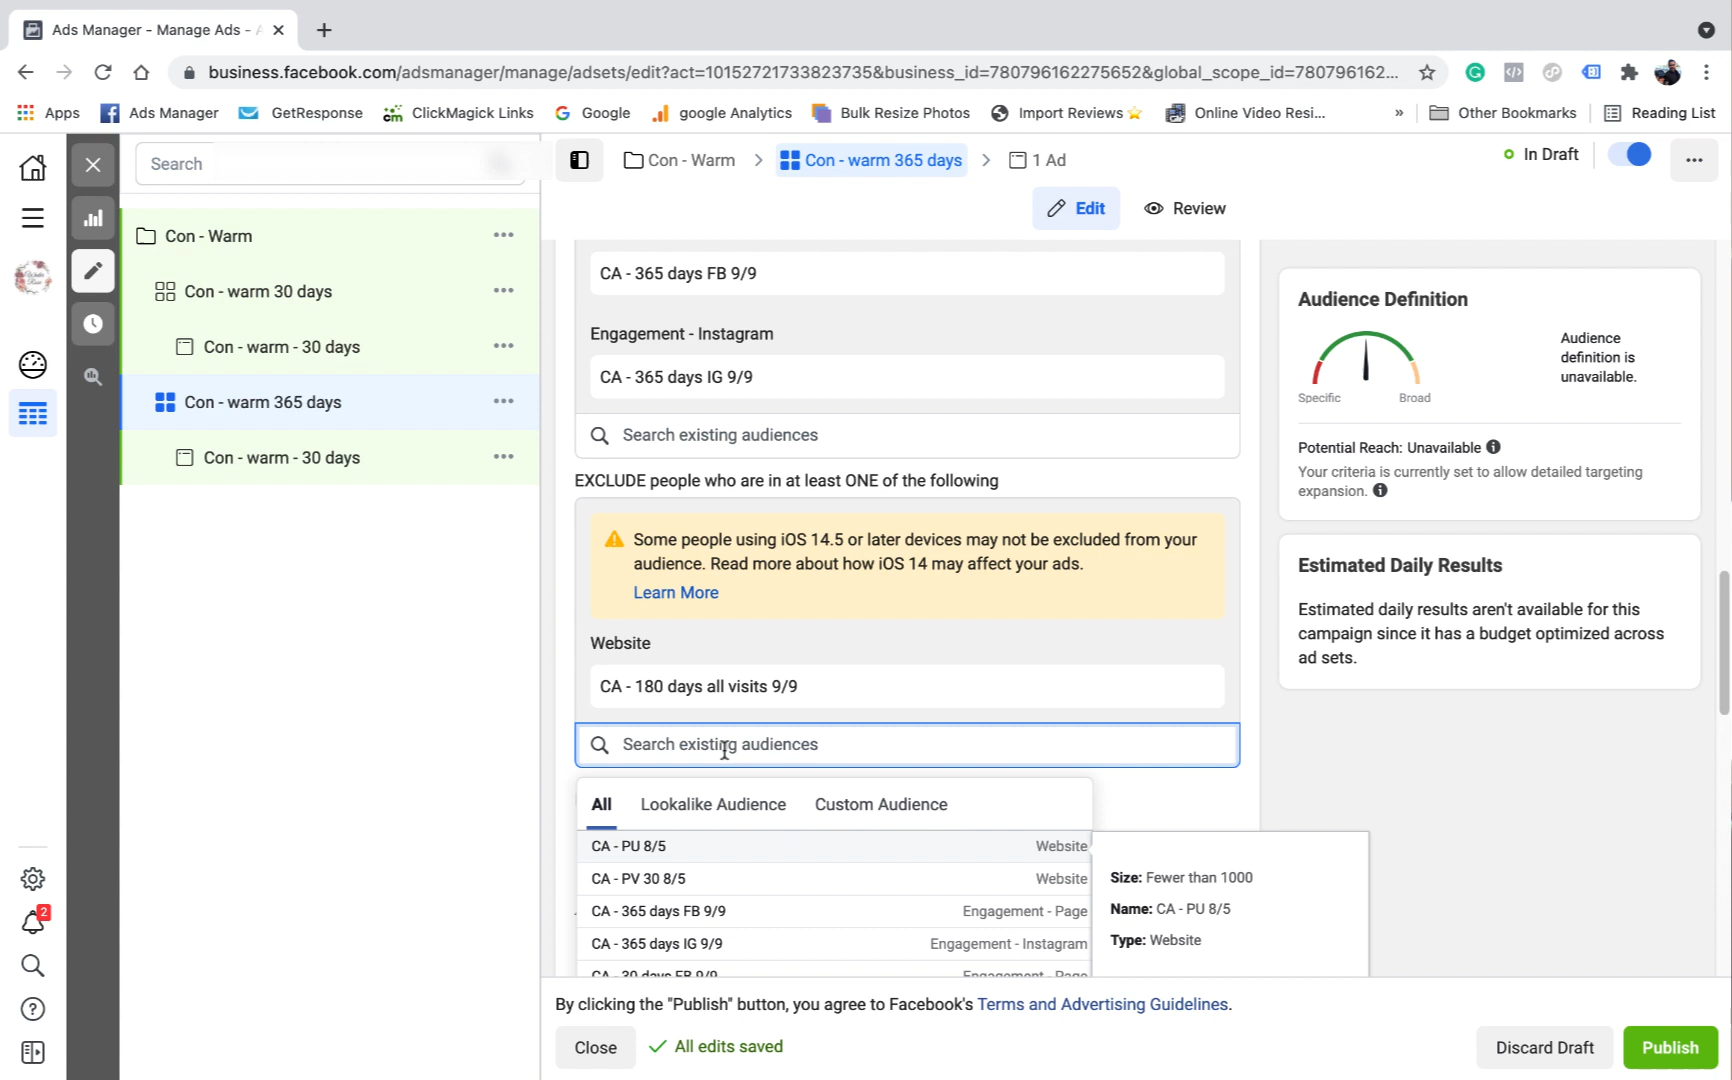 Ads Manager - Manage Ads -
business.facebook.com/adsmanager/manage/adsets/edit?act=10152721733823735&business_id=780796162275652&global_scope_id=780796162...
Apps
Ads Manager
GetResponse
ClickMagick Links
Google
google Analytics
Bulk Resize Photos
Import Reviews
Online Video Resi...
»
Other Bookmarks
Reading List
Search
Con - Warm
Con - warm 365 days
1 Ad
In Draft
Edit
Review
Con - Warm
Con - warm 30 days
Con - warm - 30 days
Con - warm 365 days
Con - warm - 30 days
2
CA - 365 days FB 9/9
Engagement - Instagram
CA - 365 days IG 9/9
Search existing audiences
EXCLUDE people who are in at least ONE of the following
Some people using iOS 14.5 or later devices may not be excluded from your
audience. Read more about how iOS 14 may affect your ads.
Learn More
Website
CA - 180 days all visits 9/9
Search existing audiences
All
Lookalike Audience
Custom Audience
CA - PU 8/5 Website
CA - PV 30 8/5 Website
CA - 365 days FB 9/9 Engagement - Page
CA - 365 days IG 9/9 Engagement - Instagram
CA - 30 days FB 9/9 Engagement - Page
Size: Fewer than 1000
Name: CA - PU 8/5
Type: Website
Audience Definition
Specific
Broad
Audience
definition is
unavailable.
Potential Reach: Unavailable
Your criteria is currently set to allow detailed targeting
expansion.
Estimated Daily Results
Estimated daily results aren't available for this
campaign since it has a budget optimized across
ad sets.
By clicking the "Publish" button, you agree to Facebook's Terms and Advertising Guidelines.
Close
All edits saved
Discard Draft
Publish